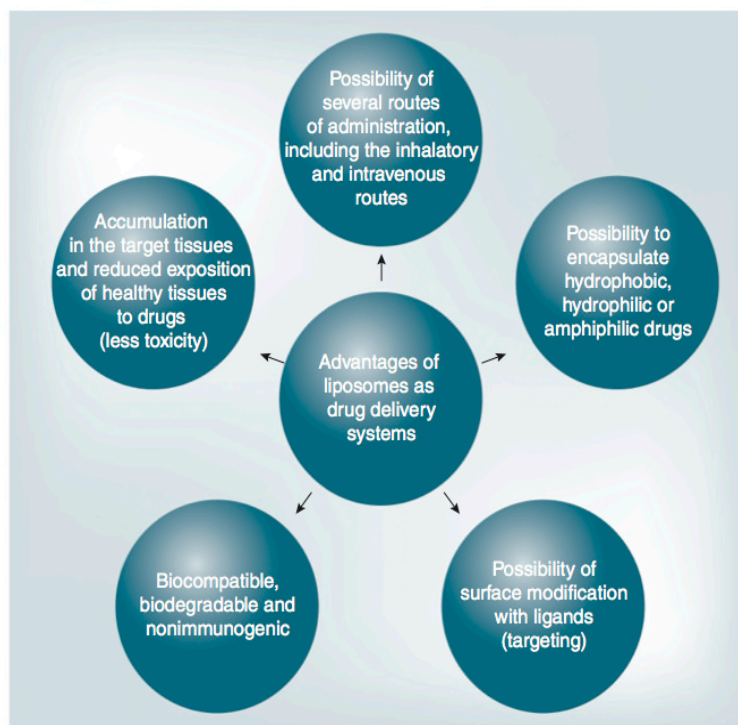 Possibility of
several routes
of administration,
including the inhalatory
and intravenous
routes
Accumulation
in the target tissues
and reduced exposition
of healthy tissues
to drugs
(less toxicity)
Possibility to
encapsulate
hydrophobic,
hydrophilic or
amphiphilic drugs
Advantages of
liposomes as
drug delivery
systems
Biocompatible,
biodegradable and
nonimmunogenic
Possibility of
surface modification
with ligands
(targeting)